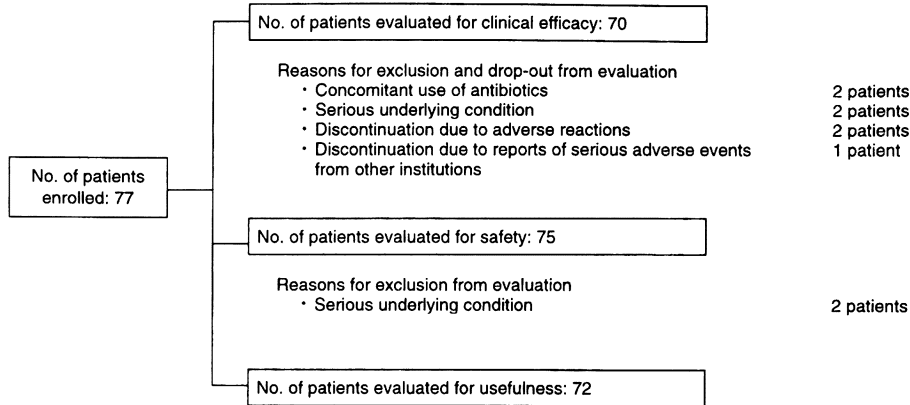 No. of patients evaluated for clinical efficacy: 70
Reasons for exclusion and drop-out from evaluation
· Concomitant use of antibiotics 2 patients
· Serious underlying condition 2 patients
· Discontinuation due to adverse reactions 2 patients
· Discontinuation due to reports of serious adverse events 1 patient
from other institutions
No. of patients
enrolled: 77
No. of patients evaluated for safety: 75
Reasons for exclusion from evaluation
· Serious underlying condition 2 patients
No. of patients evaluated for usefulness: 72